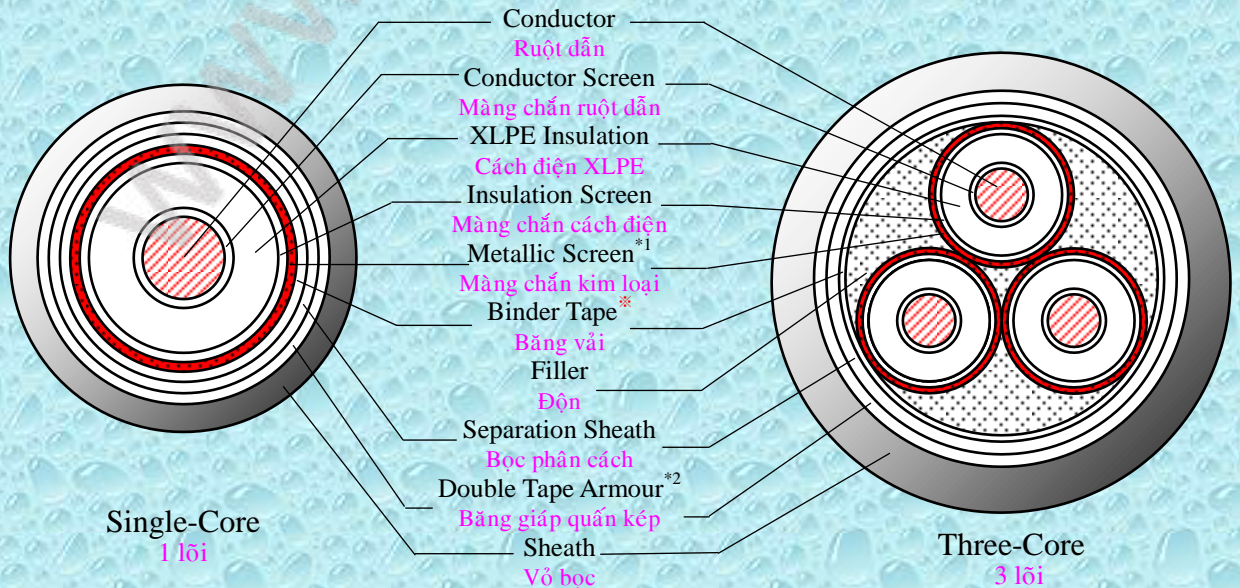 Conductor
Ruột dẫn
Conductor Screen
Màng chắn ruột dẫn
XLPE Insulation
Cách điện XLPE
Insulation Screen
Màng chắn cách điện
Metallic Screen*1
Màng chắn kim loại
Binder Tape※
Băng vải
Filler
Độn
Separation Sheath
Bọc phân cách
Double Tape Armour*2
Băng giáp quấn kép
Sheath
Vỏ bọc
Single-Core
1 lõi
Three-Core
3 lõi